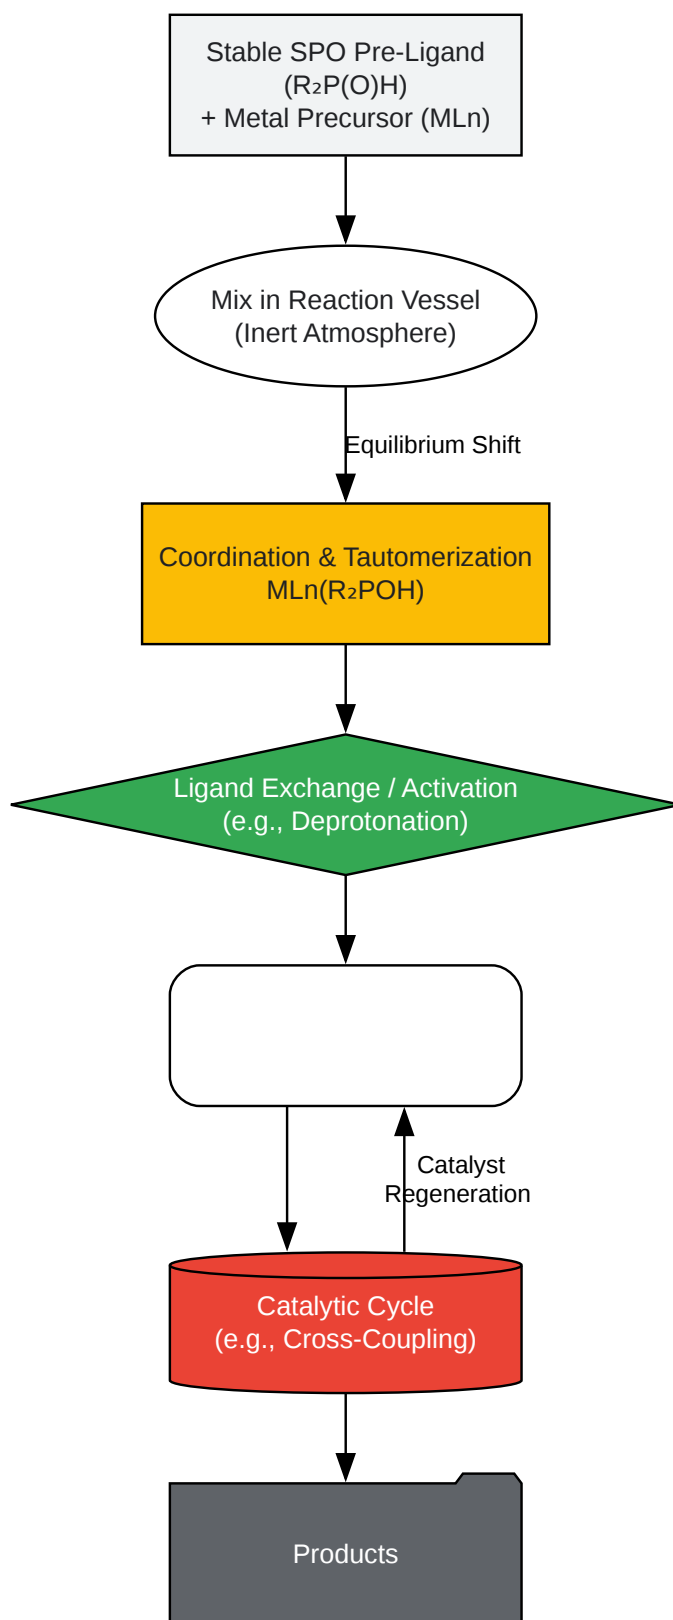 Stable SPO Pre-Ligand
(R₂P(O)H)
+ Metal Precursor (MLn)
Mix in Reaction Vessel
(Inert Atmosphere)
Equilibrium Shift
Coordination & Tautomerization
MLn(R₂POH)
Ligand Exchange / Activation
(e.g., Deprotonation)
Catalyst
Regeneration
Catalytic Cycle
(e.g., Cross-Coupling)
Products